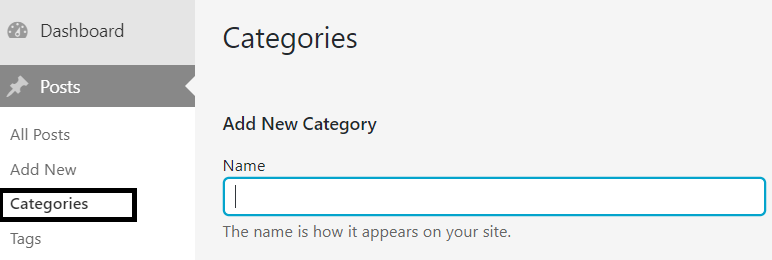 Dashboard
Posts
All Posts
Add New
Categories
Tags
Categories
Add New Category
Name
The name is how it appears on your site.